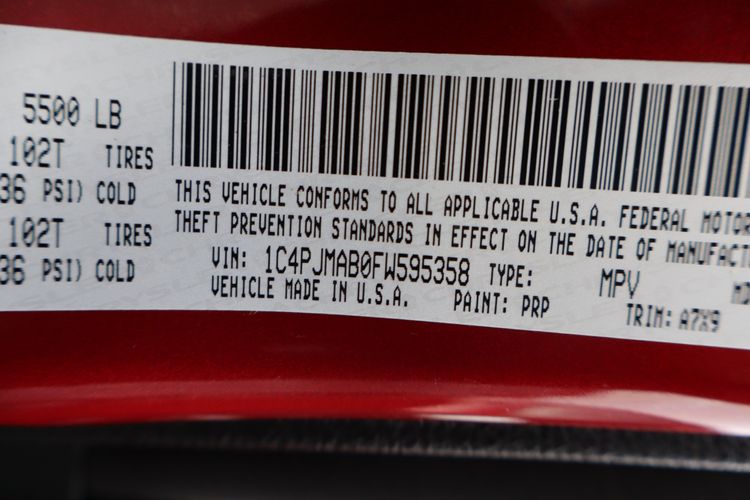 5500 LB
102T TIRES
36 PSI) COLD
102T TIRES
36 PSI) COLD
THIS VEHICLE CONFORMS TO ALL APPLICABLE U.S.A. FEDERAL MOTOR
THEFT PREVENTION STANDARDS IN EFFECT ON THE DATE OF MANUFACT
VIN: 1C4PJMAB0FW595358 TYPE: MPV
VEHICLE MADE IN U.S.A. PAINT: PRP TRIM: A7X9